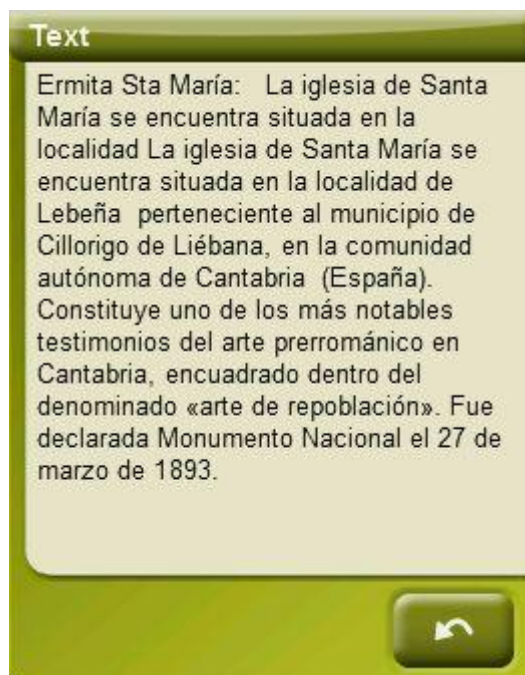 Text
Ermita Sta María:   La iglesia de Santa
María se encuentra situada en la
localidad La iglesia de Santa María se
encuentra situada en la localidad de
Lebeña  perteneciente al municipio de
Cillorigo de Liébana, en la comunidad
autónoma de Cantabria  (España).
Constituye uno de los más notables
testimonios del arte prerrománico en
Cantabria, encuadrado dentro del
denominado «arte de repoblación». Fue
declarada Monumento Nacional el 27 de
marzo de 1893.